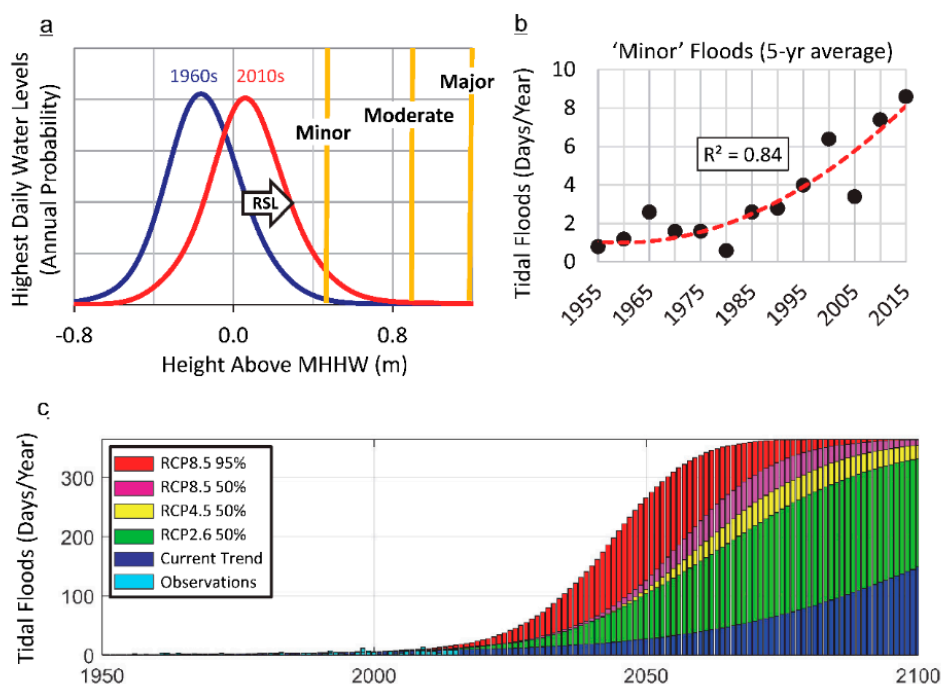 a
1960s 2010s
Minor
Moderate
Major
RSL
Highest Daily Water Levels
(Annual Probability)
-0.8 0.0 0.8
Height Above MHHW (m)
b
‘Minor’ Floods (5-yr average)
Tidal Floods (Days/Year)
10
8
6
4
2
0
R² = 0.84
1955 1965 1975 1985 1995 2005 2015
c
Tidal Floods (Days/Year)
300
200
100
0
RCP8.5 95%
RCP8.5 50%
RCP4.5 50%
RCP2.6 50%
Current Trend
Observations
1950 2000 2050 2100